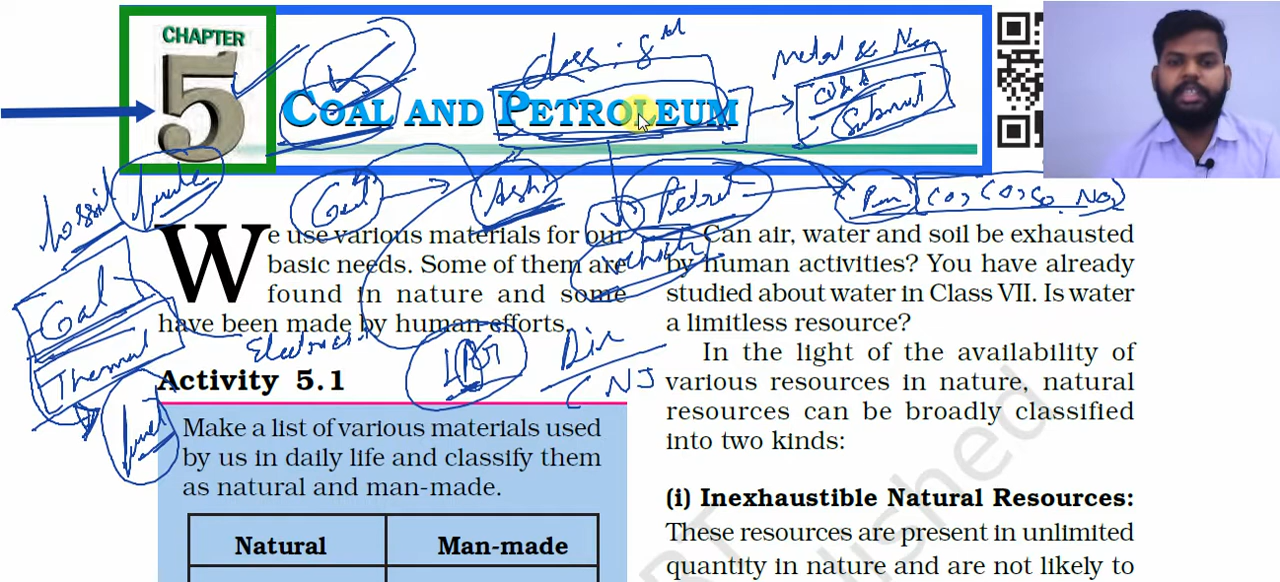 CHAPTER
5
COAL AND PETROLEUM
class : 8th
Metal & Non
Coal &
Fossil
Coal
Ash
Petrol
Coal
Thermal
Electric
LPG
CNG
We use various materials for our
basic needs. Some of them are
found in nature and some
have been made by human efforts.
Activity 5.1
Make a list of various materials used
by us in daily life and classify them
as natural and man-made.
Natural Man-made
Can air, water and soil be exhausted
by human activities? You have already
studied about water in Class VII. Is water
a limitless resource?
In the light of the availability of
various resources in nature, natural
resources can be broadly classified
into two kinds:
(i) Inexhaustible Natural Resources:
These resources are present in unlimited
quantity in nature and are not likely to